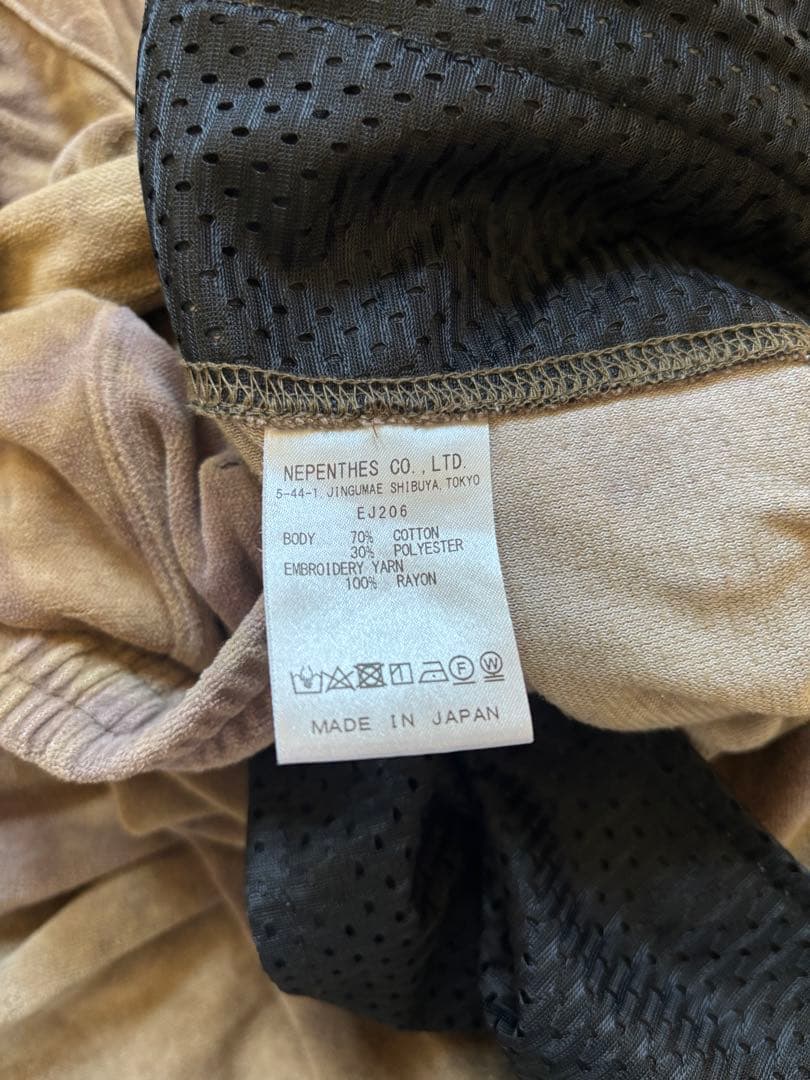 NEPENTHES CO., LTD.
5-44-1, JINGUMAE SHIBUYA, TOKYO
EJ206
BODY 70% COTTON
30% POLYESTER
EMBROIDERY YARN
100% RAYON
F W
MADE IN JAPAN